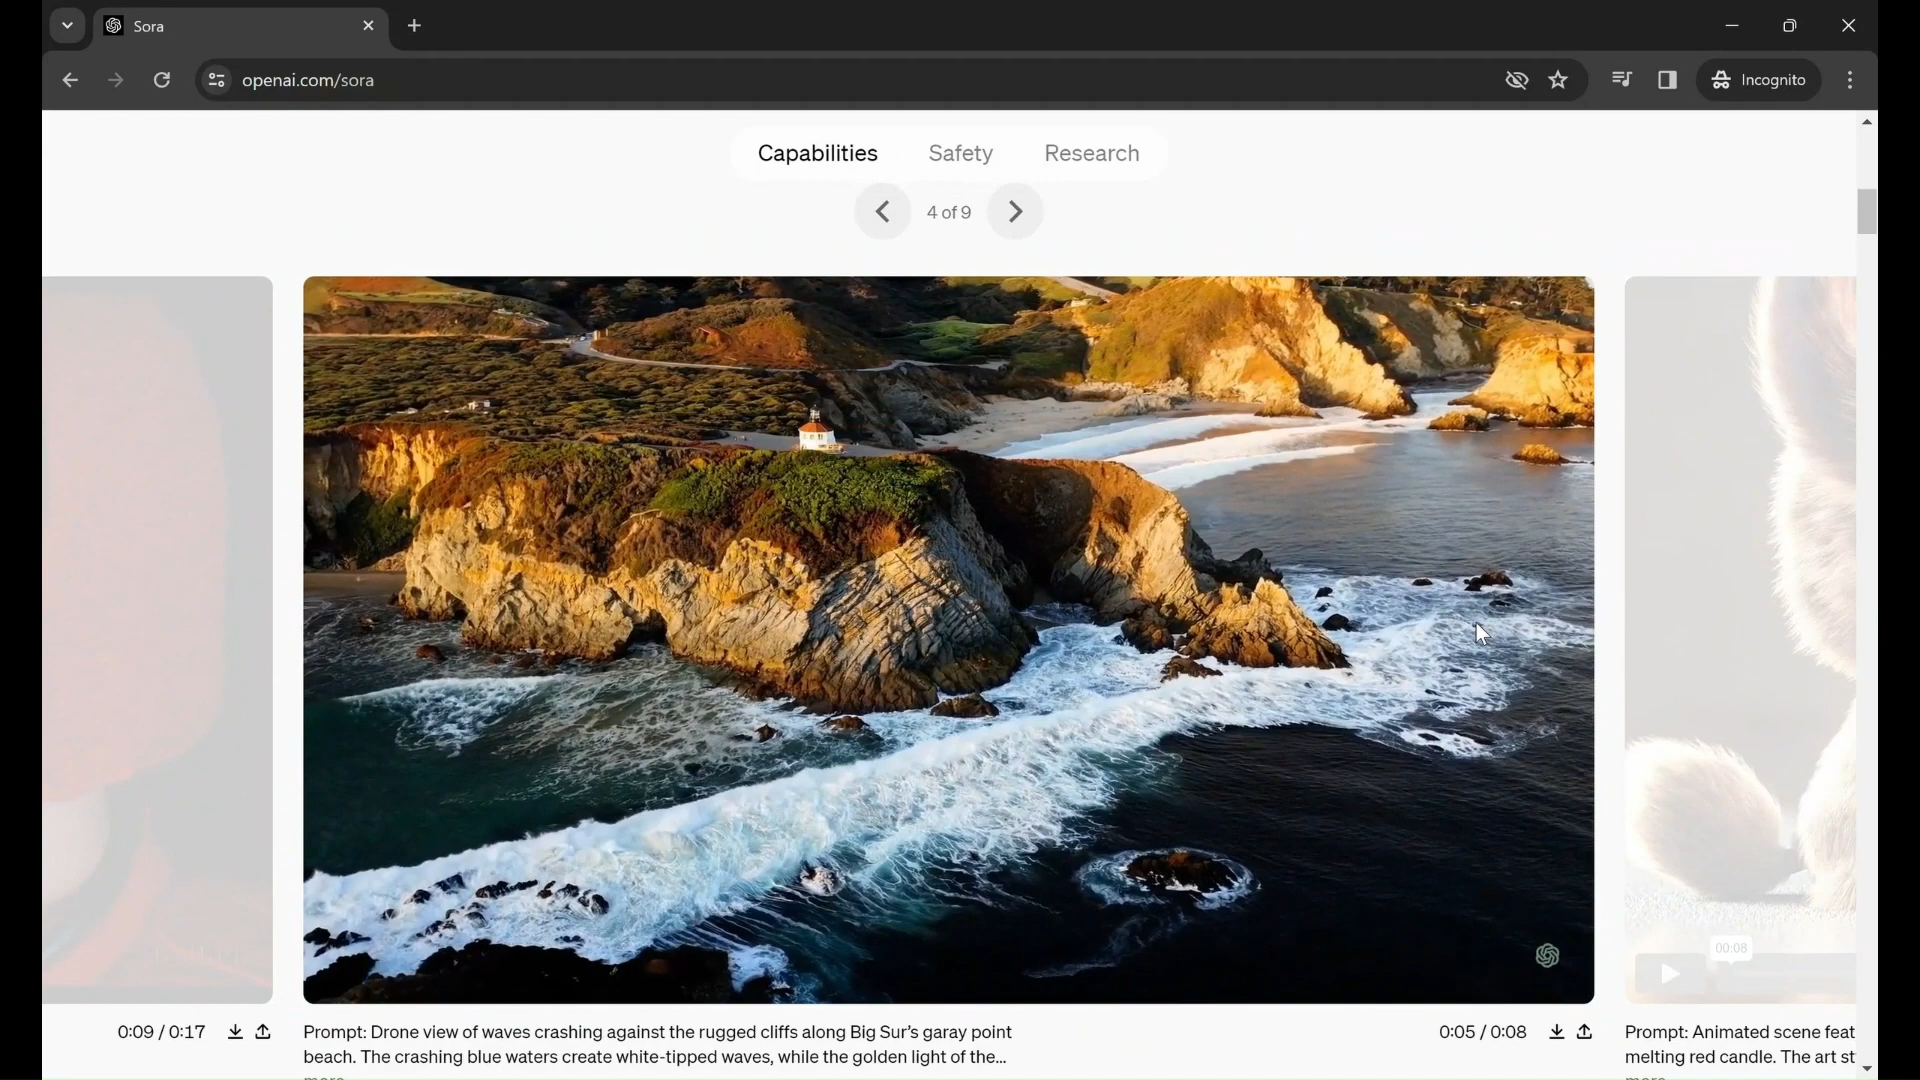 Sora
openai.com/sora
Incognito
Capabilities Safety Research
4 of 9
00:08
0:09 / 0:17
Prompt: Drone view of waves crashing against the rugged cliffs along Big Sur's garay point
beach. The crashing blue waters create white-tipped waves, while the golden light of the...
more
0:05 / 0:08
Prompt: Animated scene feat
melting red candle. The art st
more